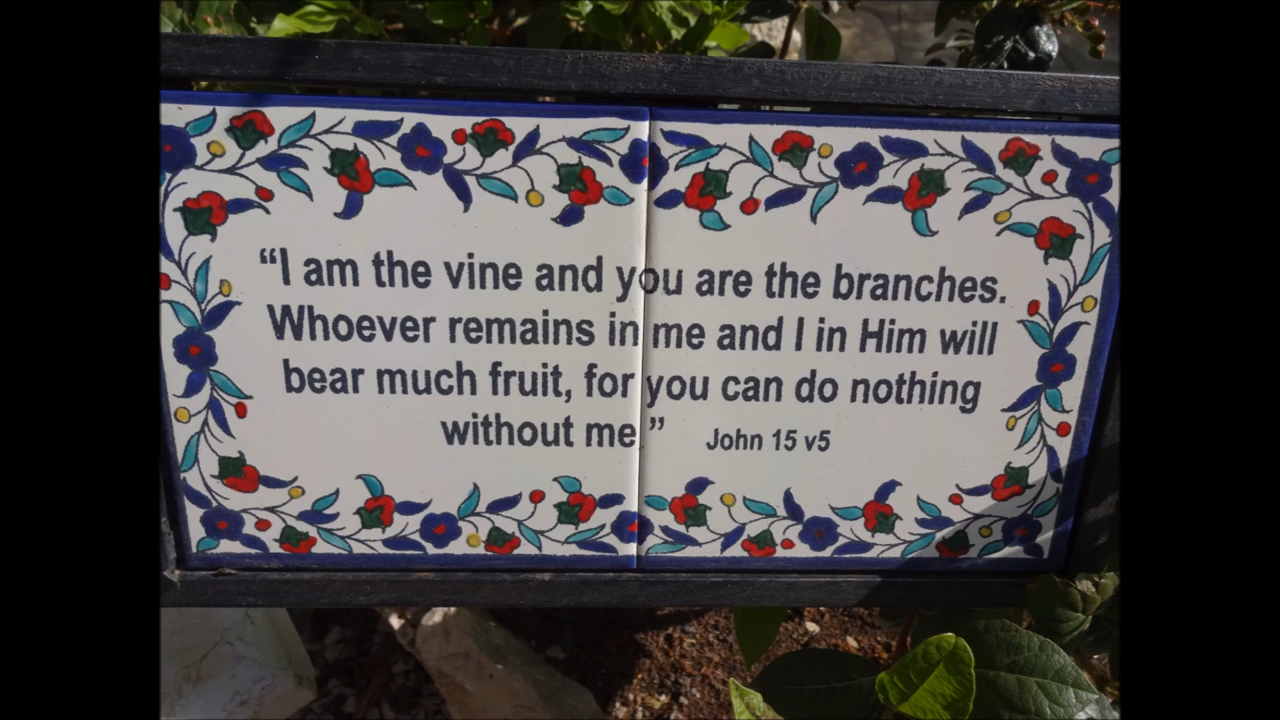 “I am the vine and you are the branches.
Whoever remains in me and I in Him will
bear much fruit, for you can do nothing
without me.” John 15 v5